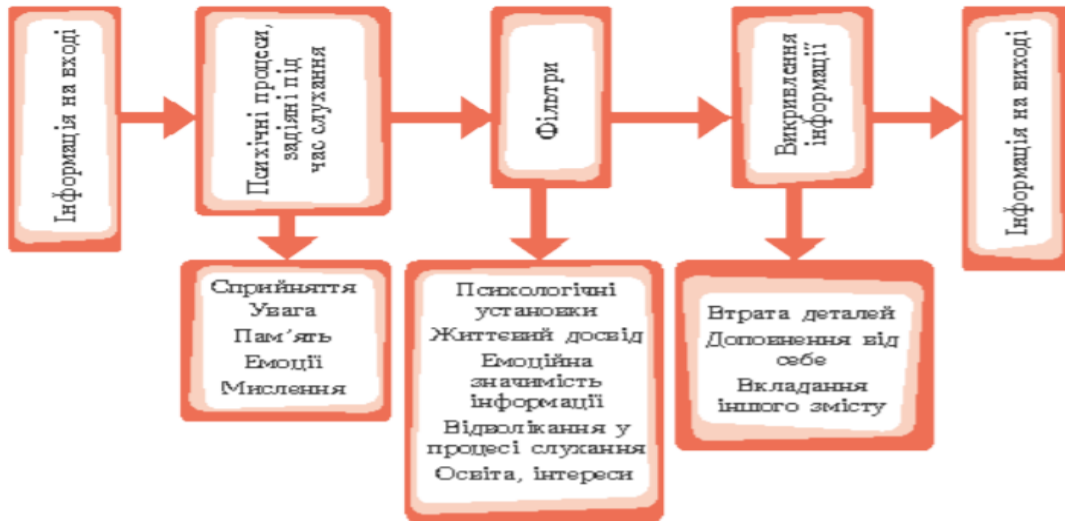 Інформація на вході
Психічні процеси,
задіяні під
час слухання
Фільтри
Викривлення
інформації
Інформація на виході
Сприйняття
Увага
Пам´ять
Емоції
Мислення
Психологічні
установки
Життєвий досвід
Емоційна
значимість
інформації
Відволікання у
процесі слухання
Освіта, інтереси
Втрата деталей
Доповнення від
себе
Вкладання
іншого змісту